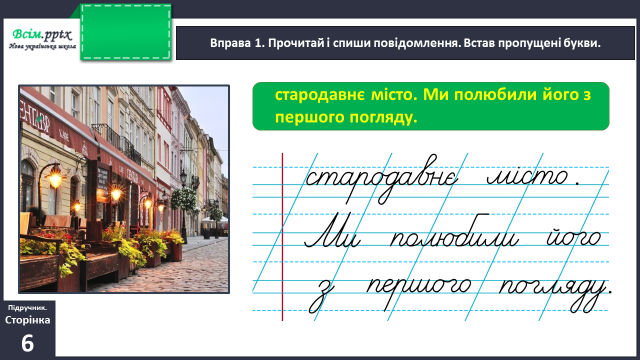 Всім.pptx
Нова українська школа
Вправа 1. Прочитай і спиши повідомлення. Встав пропущені букви.
стародавнє місто. Ми полюбили його з
першого погляду.
стародавнє місто.
Ми полюбили його
з першого погляду.
Підручник.
Сторінка
6